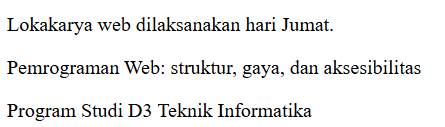 Lokakarya web dilaksanakan hari Jumat.
Pemrograman Web: struktur, gaya, dan aksesibilitas
Program Studi D3 Teknik Informatika